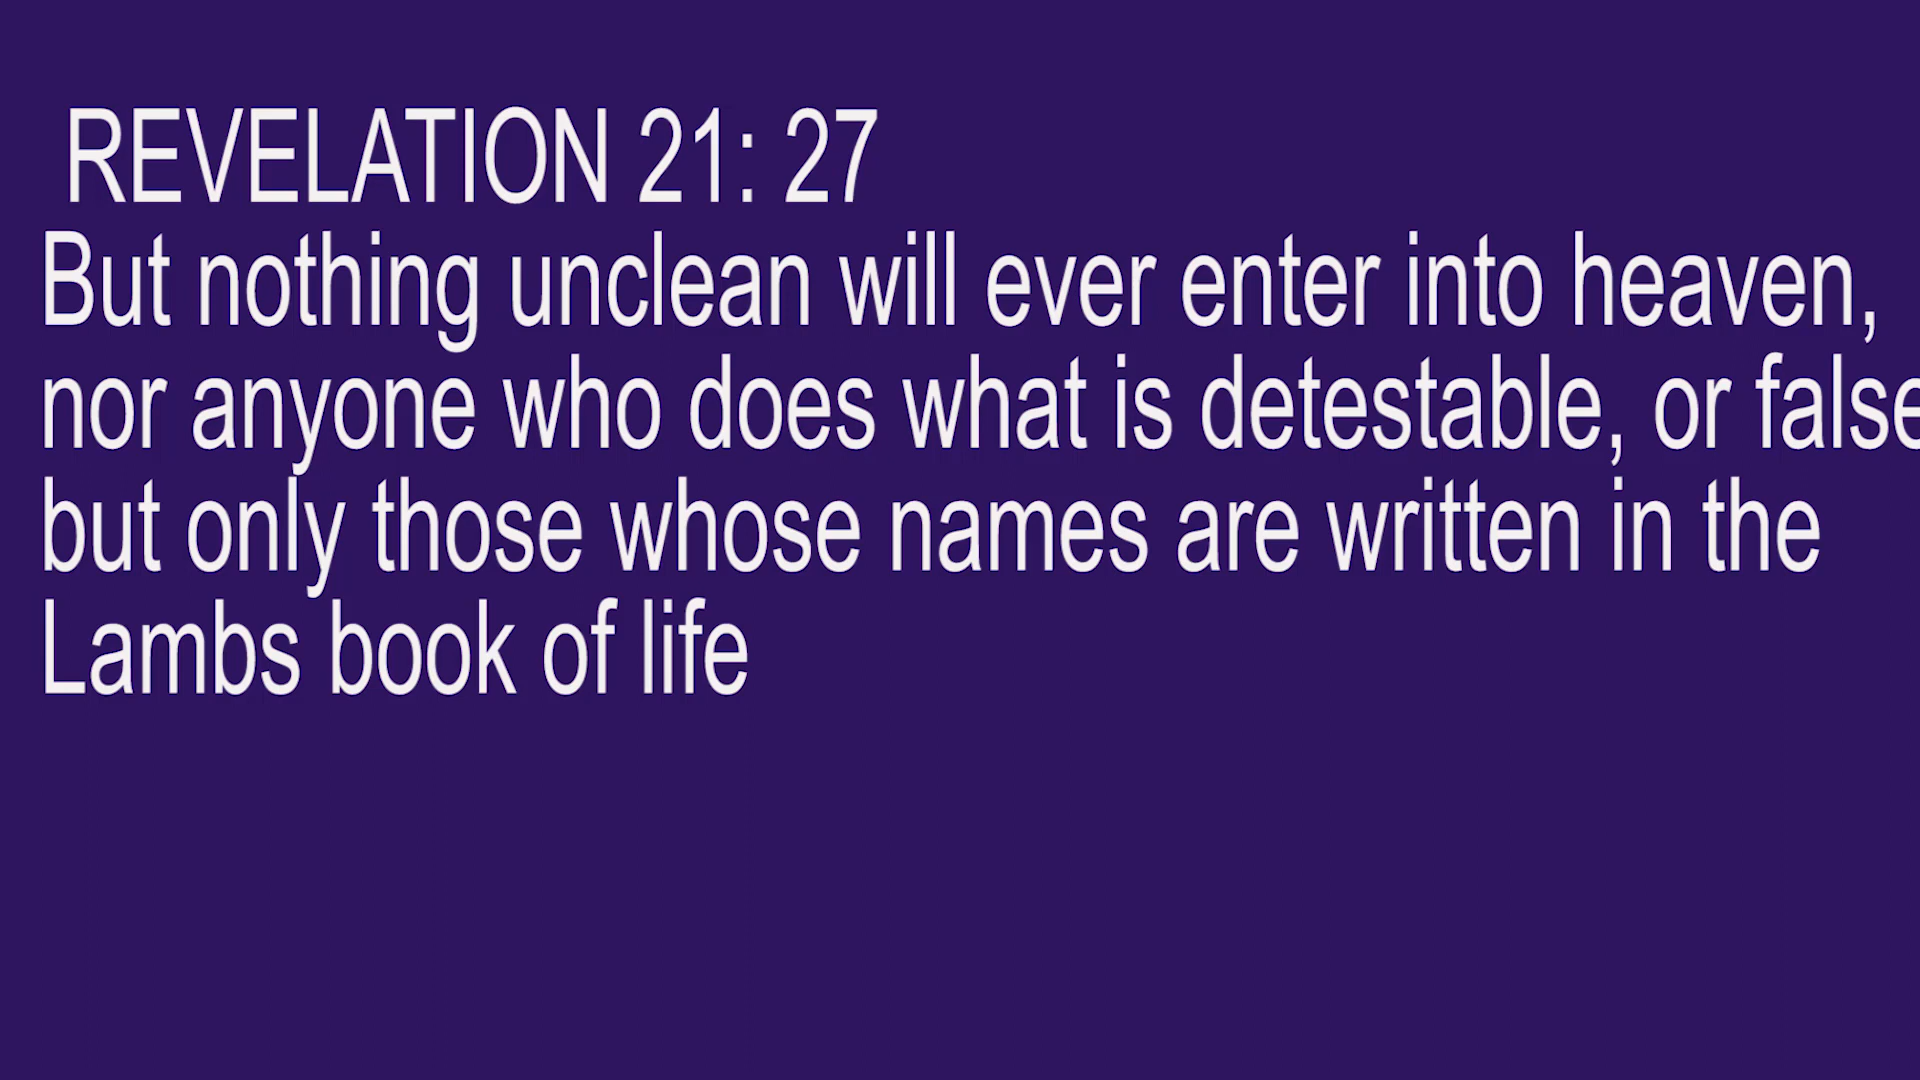 REVELATION 21: 27
But nothing unclean will ever enter into heaven,
nor anyone who does what is detestable, or false
but only those whose names are written in the
Lambs book of life